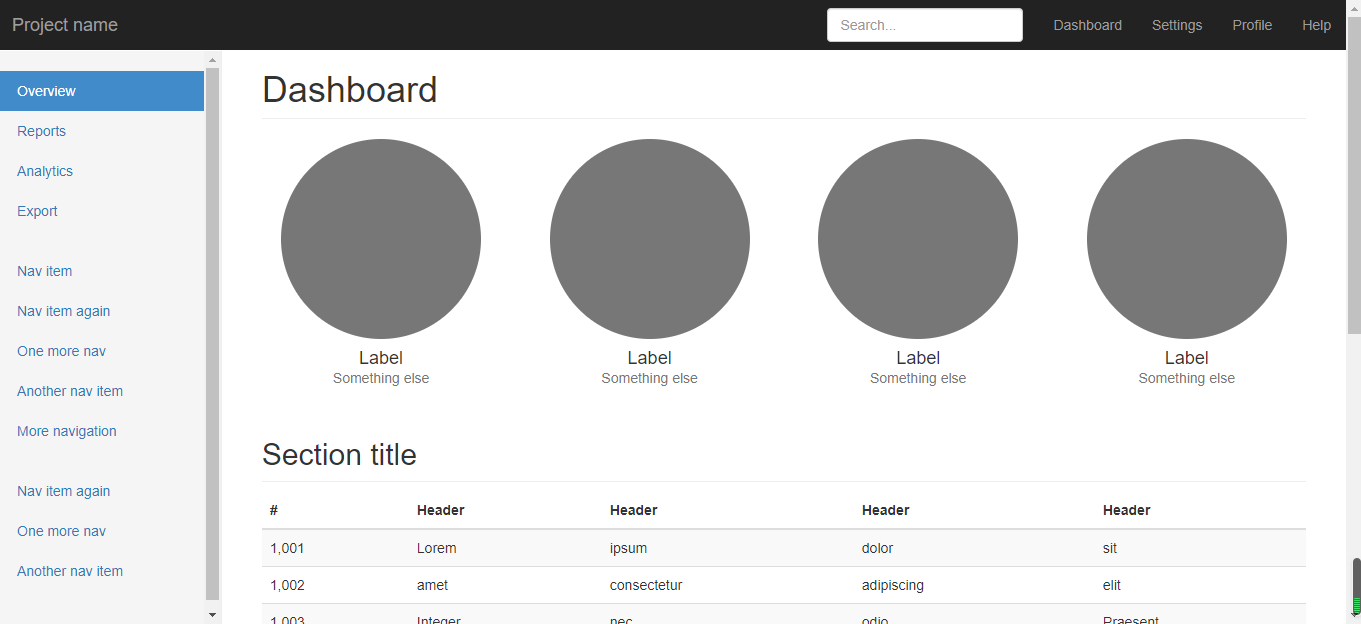 Project name
Search...
Dashboard Settings Profile Help
Overview
Reports
Analytics
Export
Nav item
Nav item again
One more nav
Another nav item
More navigation
Nav item again
One more nav
Another nav item
Dashboard
Label Label Label Label
Something else Something else Something else Something else
Section title
# Header Header Header Header
1,001 Lorem ipsum dolor sit
1,002 amet consectetur adipiscing elit
1,003 Integer nec odio Praesent